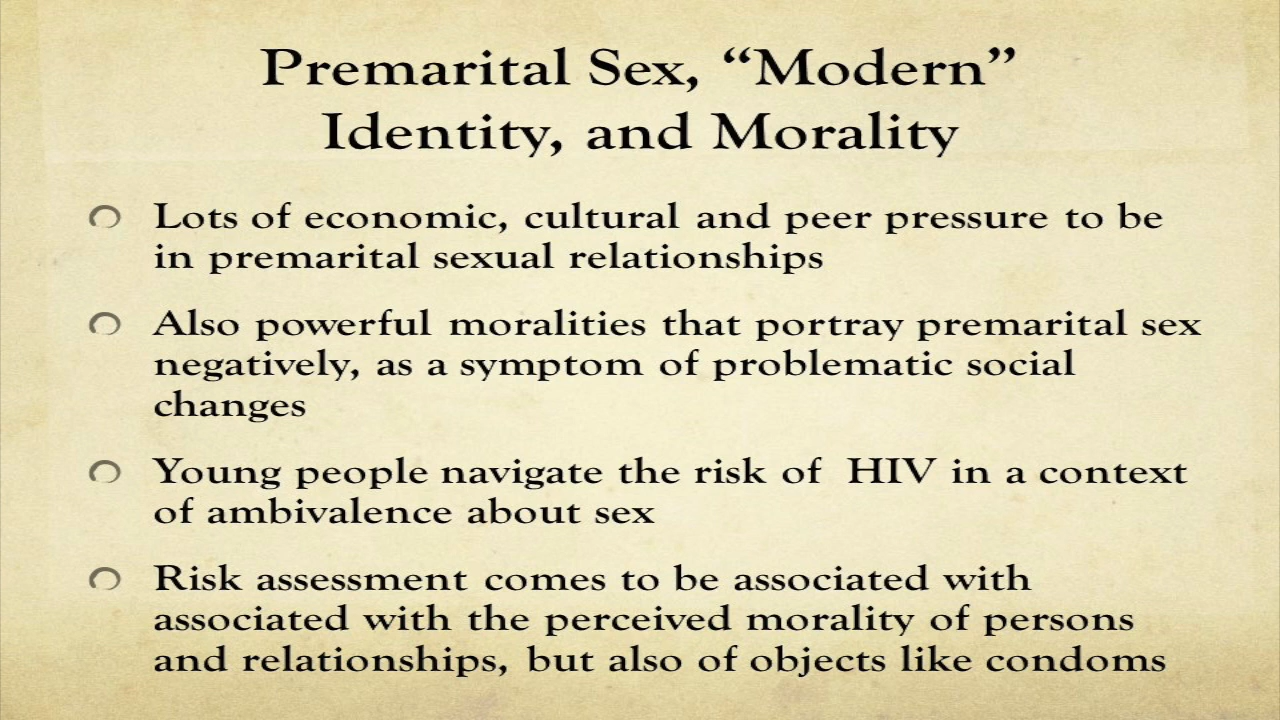 Premarital Sex, “Modern”
Identity, and Morality
Lots of economic, cultural and peer pressure to be
in premarital sexual relationships
Also powerful moralities that portray premarital sex
negatively, as a symptom of problematic social
changes
Young people navigate the risk of HIV in a context
of ambivalence about sex
Risk assessment comes to be associated with
associated with the perceived morality of persons
and relationships, but also of objects like condoms